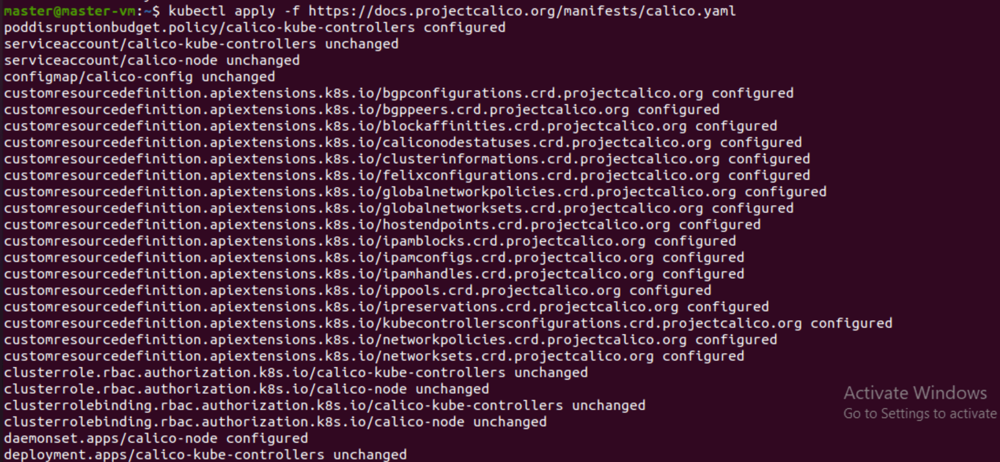 master@master-vm:~$ kubectl apply -f https://docs.projectcalico.org/manifests/calico.yaml
poddisruptionbudget.policy/calico-kube-controllers configured
serviceaccount/calico-kube-controllers unchanged
serviceaccount/calico-node unchanged
configmap/calico-config unchanged
customresourcedefinition.apiextensions.k8s.io/bgpconfigurations.crd.projectcalico.org configured
customresourcedefinition.apiextensions.k8s.io/bgppeers.crd.projectcalico.org configured
customresourcedefinition.apiextensions.k8s.io/blockaffinities.crd.projectcalico.org configured
customresourcedefinition.apiextensions.k8s.io/caliconodestatuses.crd.projectcalico.org configured
customresourcedefinition.apiextensions.k8s.io/clusterinformations.crd.projectcalico.org configured
customresourcedefinition.apiextensions.k8s.io/felixconfigurations.crd.projectcalico.org configured
customresourcedefinition.apiextensions.k8s.io/globalnetworkpolicies.crd.projectcalico.org configured
customresourcedefinition.apiextensions.k8s.io/globalnetworksets.crd.projectcalico.org configured
customresourcedefinition.apiextensions.k8s.io/hostendpoints.crd.projectcalico.org configured
customresourcedefinition.apiextensions.k8s.io/ipamblocks.crd.projectcalico.org configured
customresourcedefinition.apiextensions.k8s.io/ipamconfigs.crd.projectcalico.org configured
customresourcedefinition.apiextensions.k8s.io/ipamhandles.crd.projectcalico.org configured
customresourcedefinition.apiextensions.k8s.io/ippools.crd.projectcalico.org configured
customresourcedefinition.apiextensions.k8s.io/ipreservations.crd.projectcalico.org configured
customresourcedefinition.apiextensions.k8s.io/kubecontrollersconfigurations.crd.projectcalico.org configured
customresourcedefinition.apiextensions.k8s.io/networkpolicies.crd.projectcalico.org configured
customresourcedefinition.apiextensions.k8s.io/networksets.crd.projectcalico.org configured
clusterrole.rbac.authorization.k8s.io/calico-kube-controllers unchanged
clusterrole.rbac.authorization.k8s.io/calico-node unchanged
clusterrolebinding.rbac.authorization.k8s.io/calico-kube-controllers unchanged
clusterrolebinding.rbac.authorization.k8s.io/calico-node unchanged
daemonset.apps/calico-node configured
deployment.apps/calico-kube-controllers unchanged
Activate Windows
Go to Settings to activate